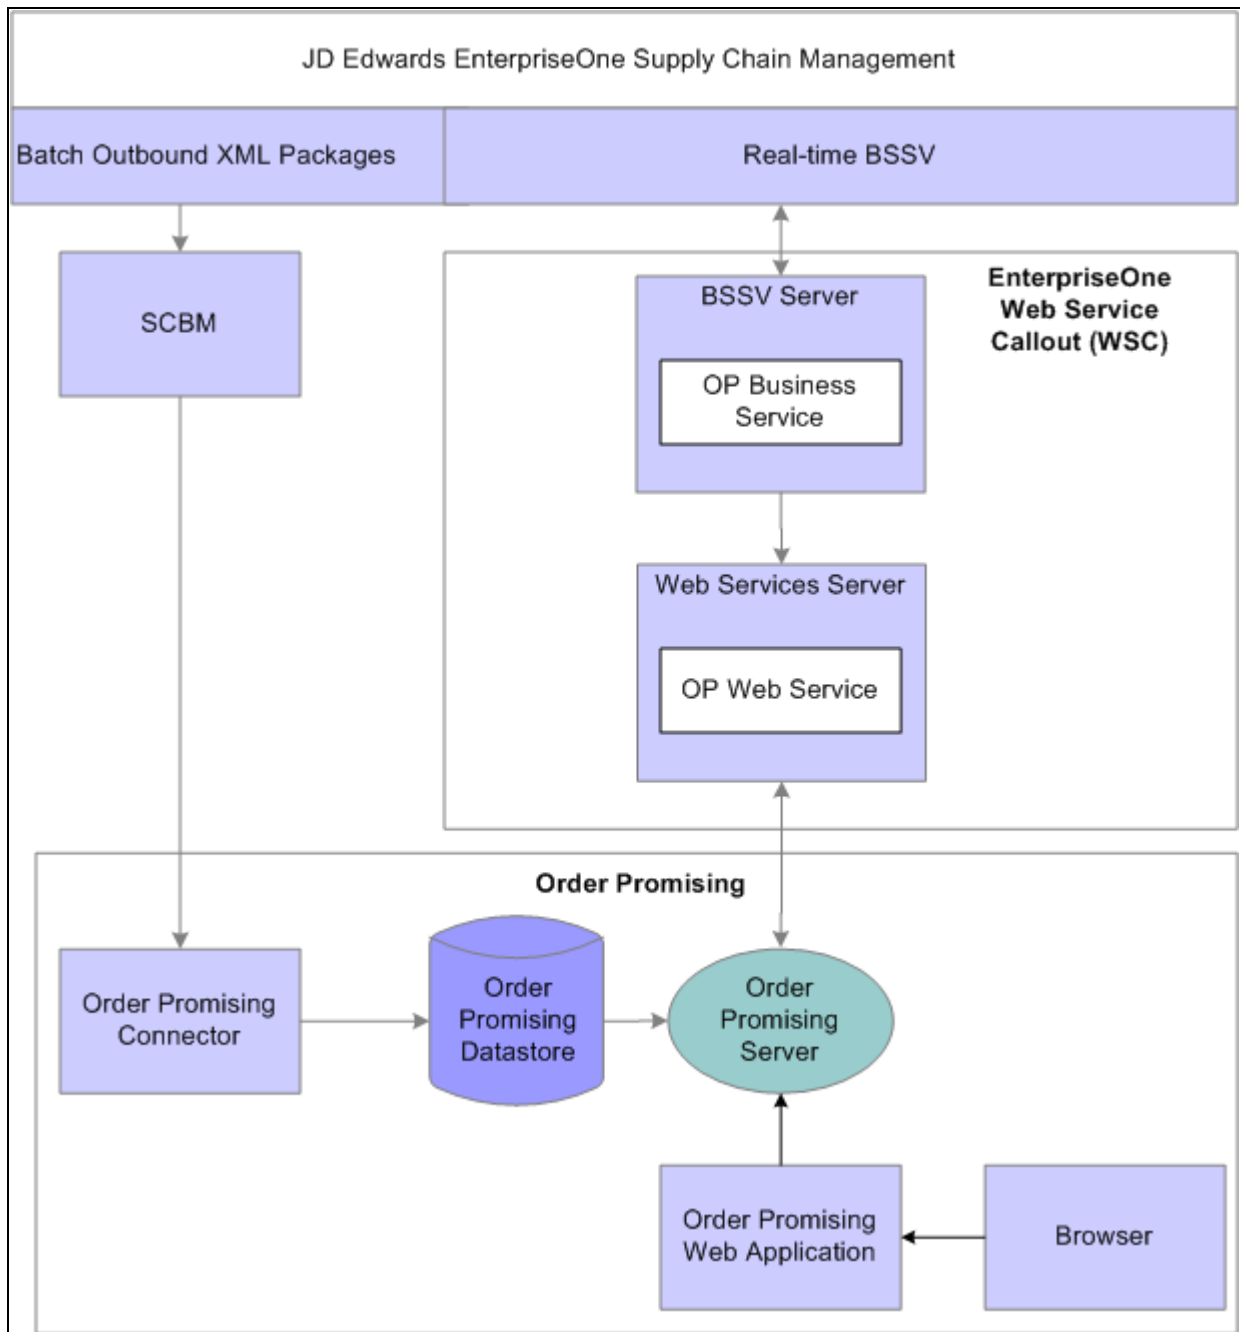 JD Edwards EnterpriseOne Supply Chain Management
Batch Outbound XML Packages
Real-time BSSV
SCBM
BSSV Server
OP Business
Service
EnterpriseOne
Web Service
Callout (WSC)
Web Services Server
OP Web Service
Order Promising
Order Promising
Connector
Order
Promising
Datastore
Order
Promising
Server
Order Promising
Web Application
Browser